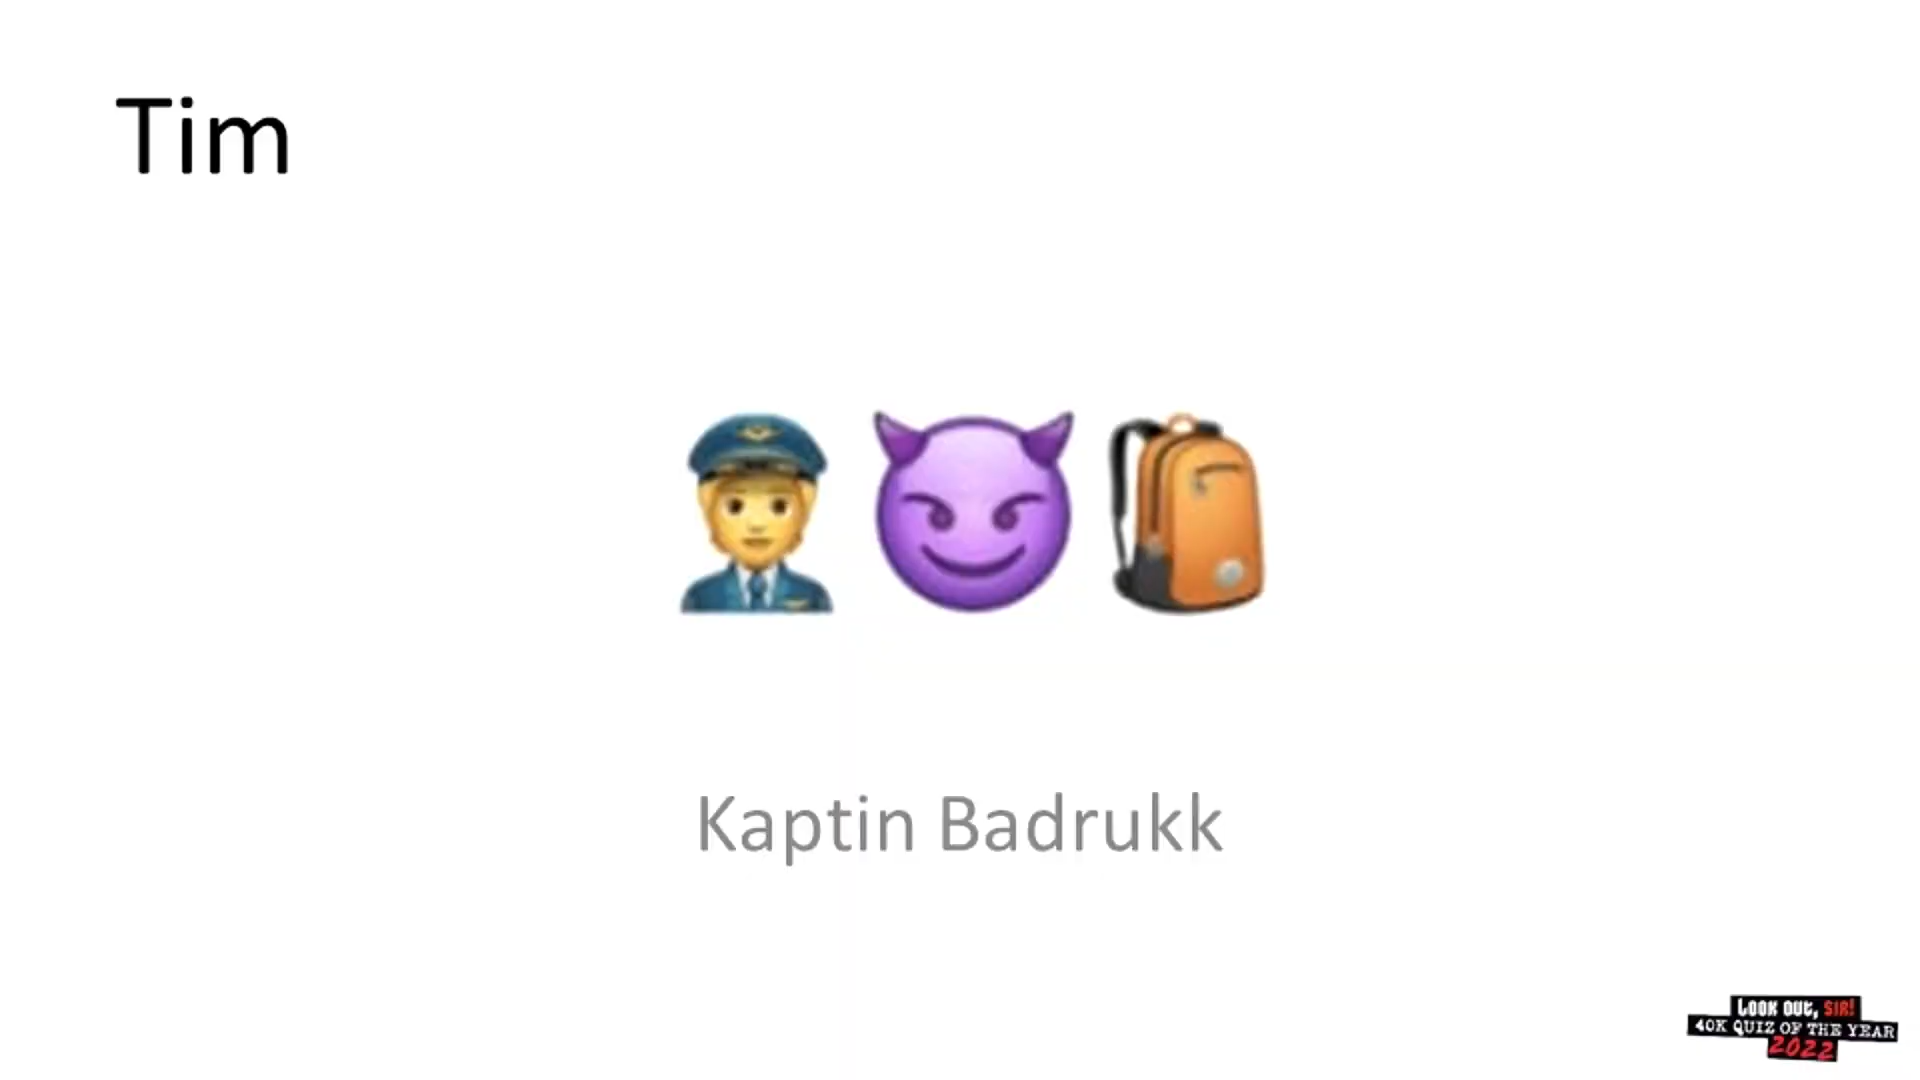 Tim
Kaptin Badrukk
LOOK OUT, SIR!
40K QUIZ OF THE YEAR
2022